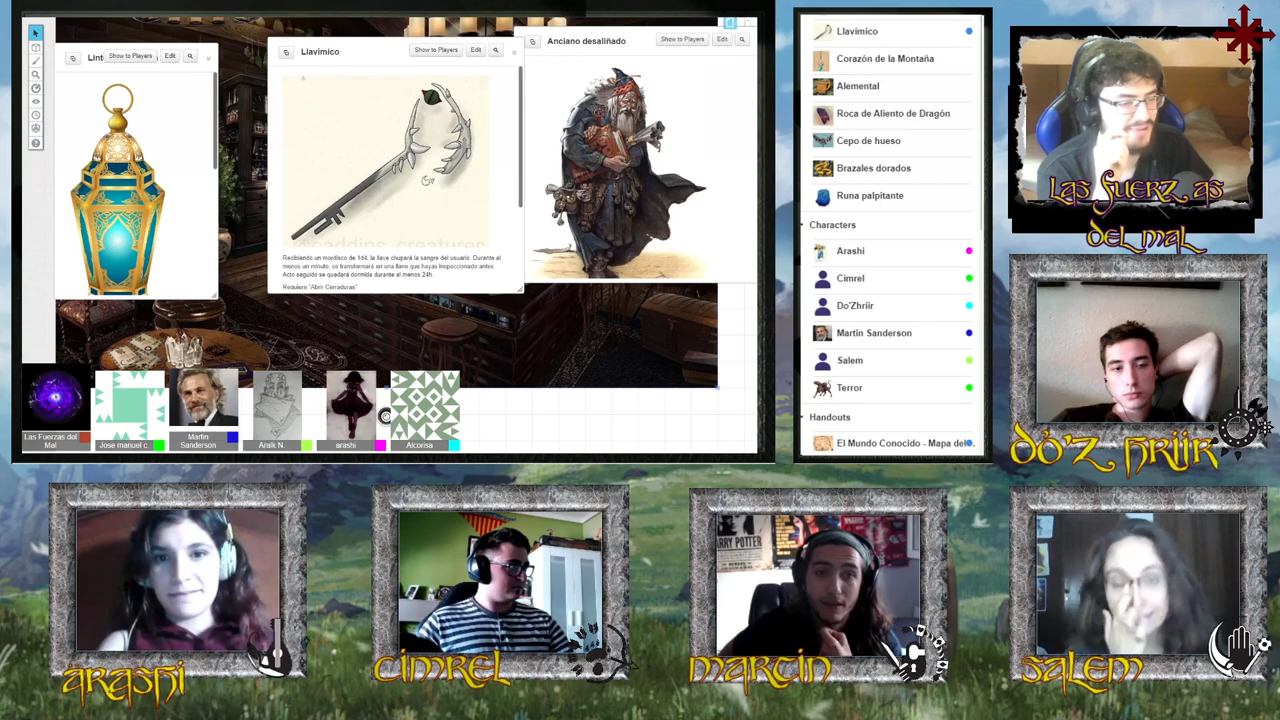 Lint
Show to Players
Edit
Llavímico
Show to Players
Edit
Anciano desaliñado
Show to Players
Edit
Recibiendo un mordisco de 1d4, la llave chupará la sangre del usuario. Durante al
menos un minuto, se transformará en una llave que hayas inspeccionado antes
Acto seguido se quedará dormida durante el menos 24h.
Requiere "Abrir Cerraduras"
Las Fuerzas del
Mal
Jose manuel c.
Martin
Sanderson
Aralk N.
arashi
Alcorisa
Llavímico
Corazón de la Montaña
Alemental
Roca de Aliento de Dragón
Cepo de hueso
Brazales dorados
Runa palpitante
Characters
Arashi
Címrel
Do'Zhriir
Martin Sanderson
Salem
Terror
Handouts
El Mundo Conocido - Mapa del...
Las Fuerzas
del mal
Do'Z hriir
HARRY POTTER
Arashi
Cimrel
Martin
Salem